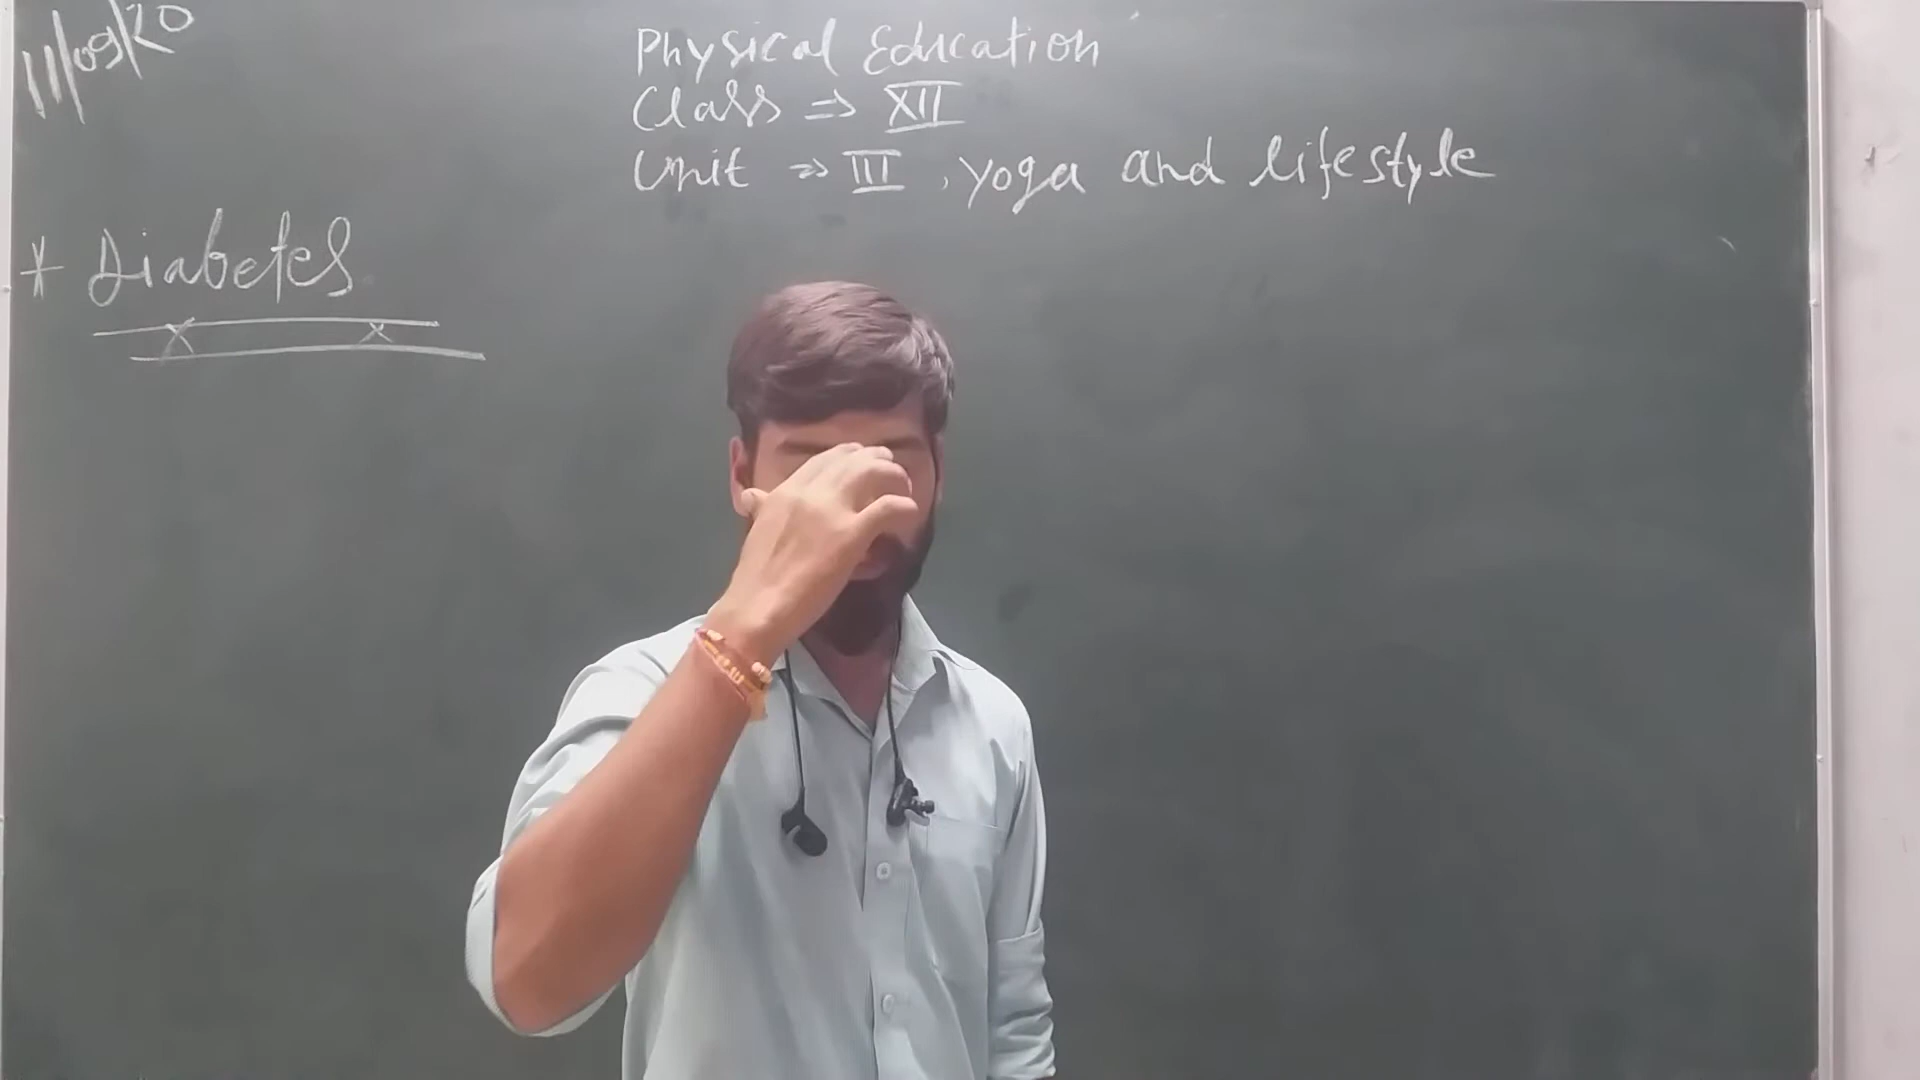 11/09/20
Physical Education
Class ⇒ XII
Unit ⇒ III, yoga and lifestyle
* Diabetes